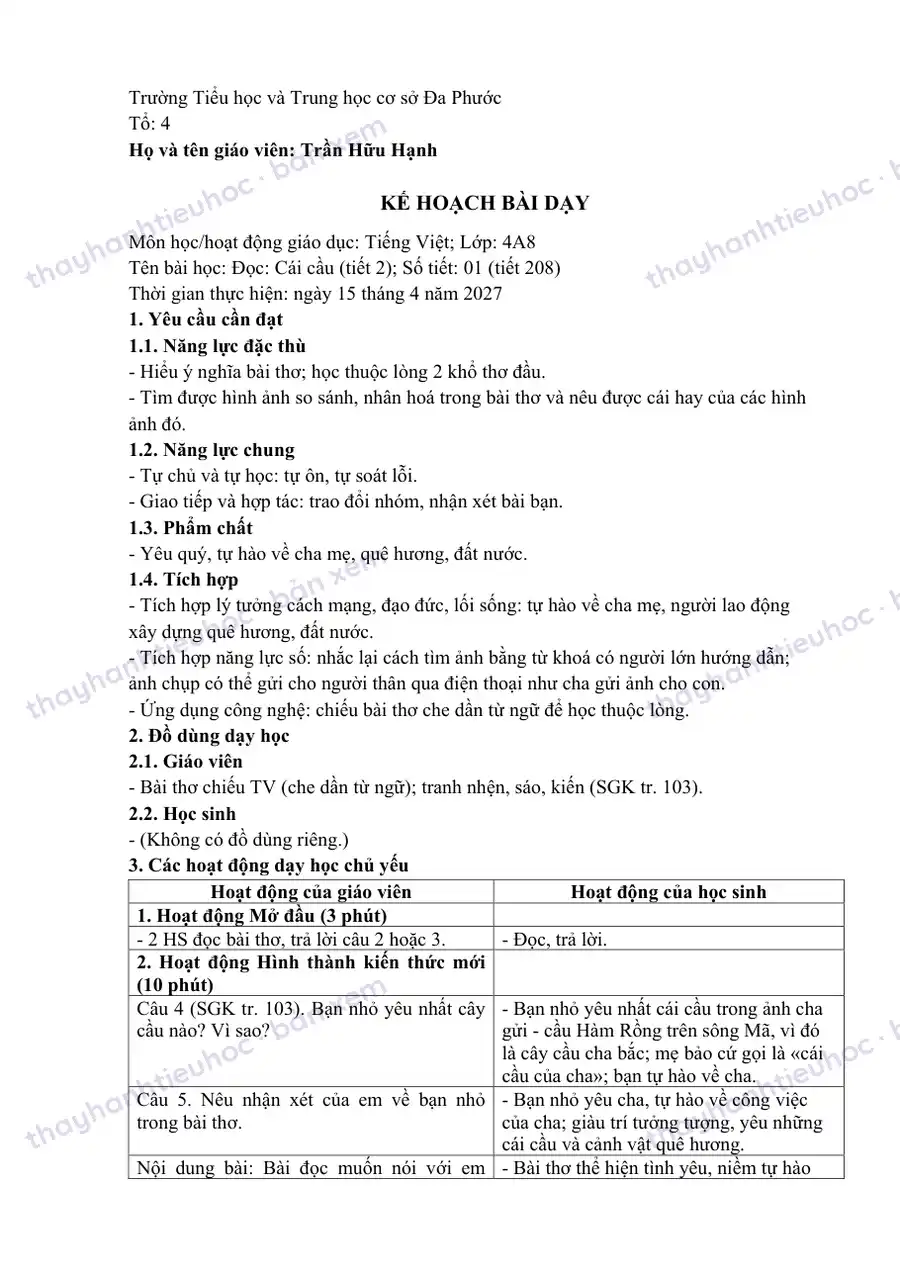 Trường Tiểu học và Trung học cơ sở Đa Phước
Tổ: 4
Họ và tên giáo viên: Trần Hữu Hạnh
KẾ HOẠCH BÀI DẠY
Môn học/hoạt động giáo dục: Tiếng Việt; Lớp: 4A8
Tên bài học: Đọc: Cái cầu (tiết 2); Số tiết: 01 (tiết 208)
Thời gian thực hiện: ngày 15 tháng 4 năm 2027
1. Yêu cầu cần đạt
1.1. Năng lực đặc thù
- Hiểu ý nghĩa bài thơ; học thuộc lòng 2 khổ thơ đầu.
- Tìm được hình ảnh so sánh, nhân hoá trong bài thơ và nêu được cái hay của các hình
ảnh đó.
1.2. Năng lực chung
- Tự chủ và tự học: tự ôn, tự soát lỗi.
- Giao tiếp và hợp tác: trao đổi nhóm, nhận xét bài bạn.
1.3. Phẩm chất
- Yêu quý, tự hào về cha mẹ, quê hương, đất nước.
1.4. Tích hợp
- Tích hợp lý tưởng cách mạng, đạo đức, lối sống: tự hào về cha mẹ, người lao động
xây dựng quê hương, đất nước.
- Tích hợp năng lực số: nhắc lại cách tìm ảnh bằng từ khoá có người lớn hướng dẫn;
ảnh chụp có thể gửi cho người thân qua điện thoại như cha gửi ảnh cho con.
- Ứng dụng công nghệ: chiếu bài thơ che dần từ ngữ để học thuộc lòng.
2. Đồ dùng dạy học
2.1. Giáo viên
- Bài thơ chiếu TV (che dần từ ngữ); tranh nhện, sáo, kiến (SGK tr. 103).
2.2. Học sinh
- (Không có đồ dùng riêng.)
3. Các hoạt động dạy học chủ yếu
Hoạt động của giáo viên
Hoạt động của học sinh
1. Hoạt động Mở đầu (3 phút)
- 2 HS đọc bài thơ, trả lời câu 2 hoặc 3.
- Đọc, trả lời.
2. Hoạt động Hình thành kiến thức mới
(10 phút)
Câu 4 (SGK tr. 103). Bạn nhỏ yêu nhất cây
cầu nào? Vì sao?
- Bạn nhỏ yêu nhất cái cầu trong ảnh cha
gửi - cầu Hàm Rồng trên sông Mã, vì đó
là cây cầu cha bắc; mẹ bảo cứ gọi là «cái
cầu của cha»; bạn tự hào về cha.
Câu 5. Nêu nhận xét của em về bạn nhỏ
trong bài thơ.
- Bạn nhỏ yêu cha, tự hào về công việc
của cha; giàu trí tưởng tượng, yêu những
cái cầu và cảnh vật quê hương.
Nội dung bài: Bài đọc muốn nói với em
- Bài thơ thể hiện tình yêu, niềm tự hào
thayhanhtieuhoc · bản xem
thayhanhtieuhoc · b
thayhanhtieuhoc · bản xem
thayhanhtieuhoc · b
thayhanhtieuhoc · bản xem
thayhanhtieuhoc · b